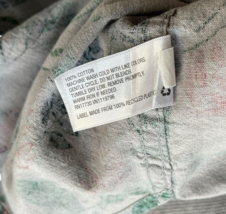 100% COTTON
MACHINE WASH COLD WITH LIKE COLORS.
GENTLE CYCLE. DO NOT BLEACH.
TUMBLE DRY LOW. REMOVE PROMPTLY.
WARM IRON IF NEEDED.
RN17730
LABEL MADE FROM 100% RECYCLED